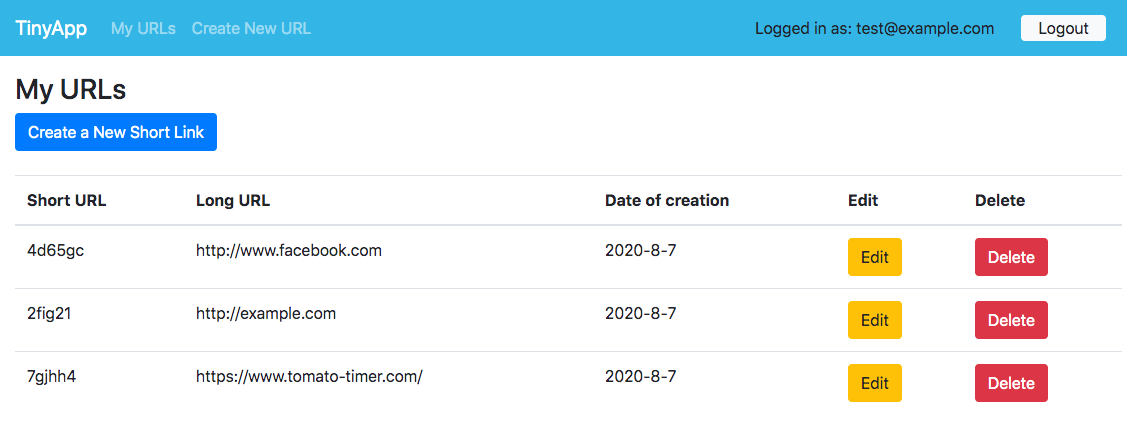 TinyApp My URLs Create New URL Logged in as: test@example.com Logout
My URLs
Create a New Short Link
Short URL Long URL Date of creation Edit Delete
4d65gc http://www.facebook.com 2020-8-7 Edit Delete
2fig21 http://example.com 2020-8-7 Edit Delete
7gjhh4 https://www.tomato-timer.com/ 2020-8-7 Edit Delete